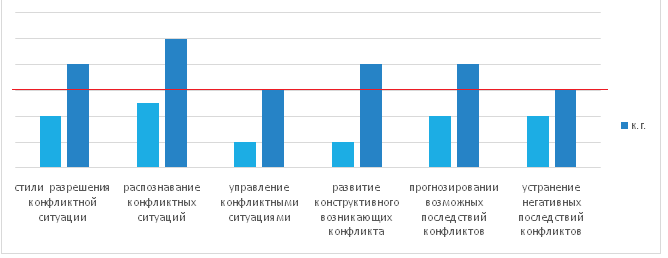 стили разрешения
конфликтной
ситуации
распознавание
конфликтных
ситуаций
управление
конфликтными
ситуациями
развитие
конструктивного
возникающих
конфликта
прогнозировании
возможных
последствий
конфликтов
устранение
негативных
последствий
конфликтов
к. г.